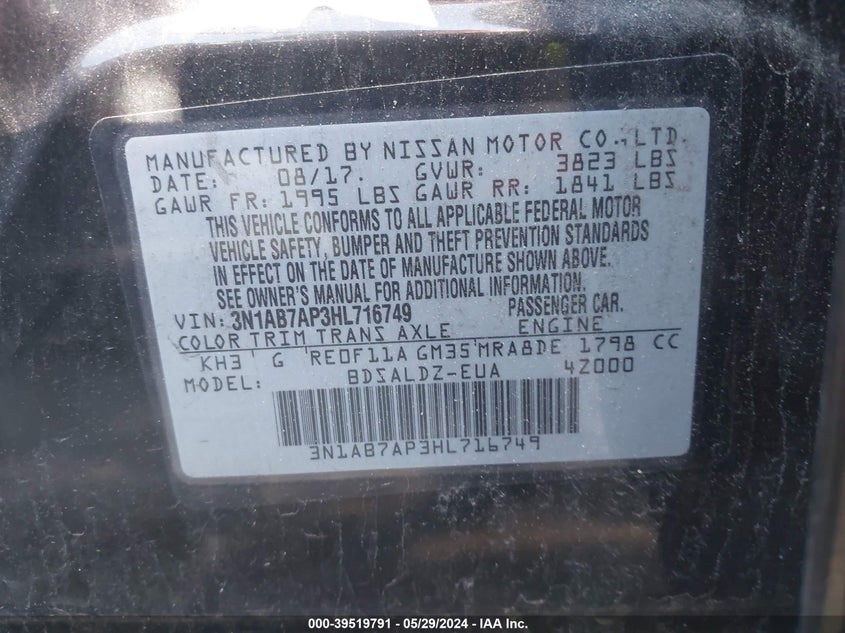 MANUFACTURED BY NISSAN MOTOR CO., LTD.
DATE: 08/17. GVWR: 3823 LBS
GAWR FR: 1995 LBS GAWR RR: 1841 LBS
THIS VEHICLE CONFORMS TO ALL APPLICABLE FEDERAL MOTOR
VEHICLE SAFETY, BUMPER AND THEFT PREVENTION STANDARDS
IN EFFECT ON THE DATE OF MANUFACTURE SHOWN ABOVE.
SEE OWNER'S MANUAL FOR ADDITIONAL INFORMATION.
VIN: 3N1AB7AP3HL716749 PASSENGER CAR.
COLOR TRIM TRANS AXLE ENGINE
KH3 G RE0F11A GM35 MRA8DE 1798 CC
MODEL: BDSALDZ-EUA 4Z000
3N1AB7AP3HL716749
000-39519791 / 05/29/2024 - IAA Inc.